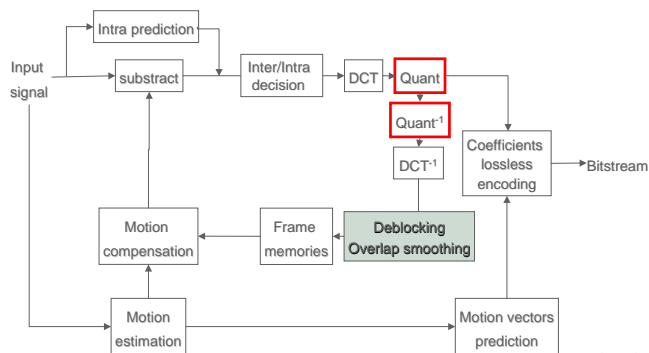 Intra prediction
Input
signal
substract
Inter/Intra
decision
DCT
Quant
Quant-1
DCT-1
Coefficients
lossless
encoding
Bitstream
Motion
compensation
Frame
memories
Deblocking
Overlap smoothing
Motion
estimation
Motion vectors
prediction